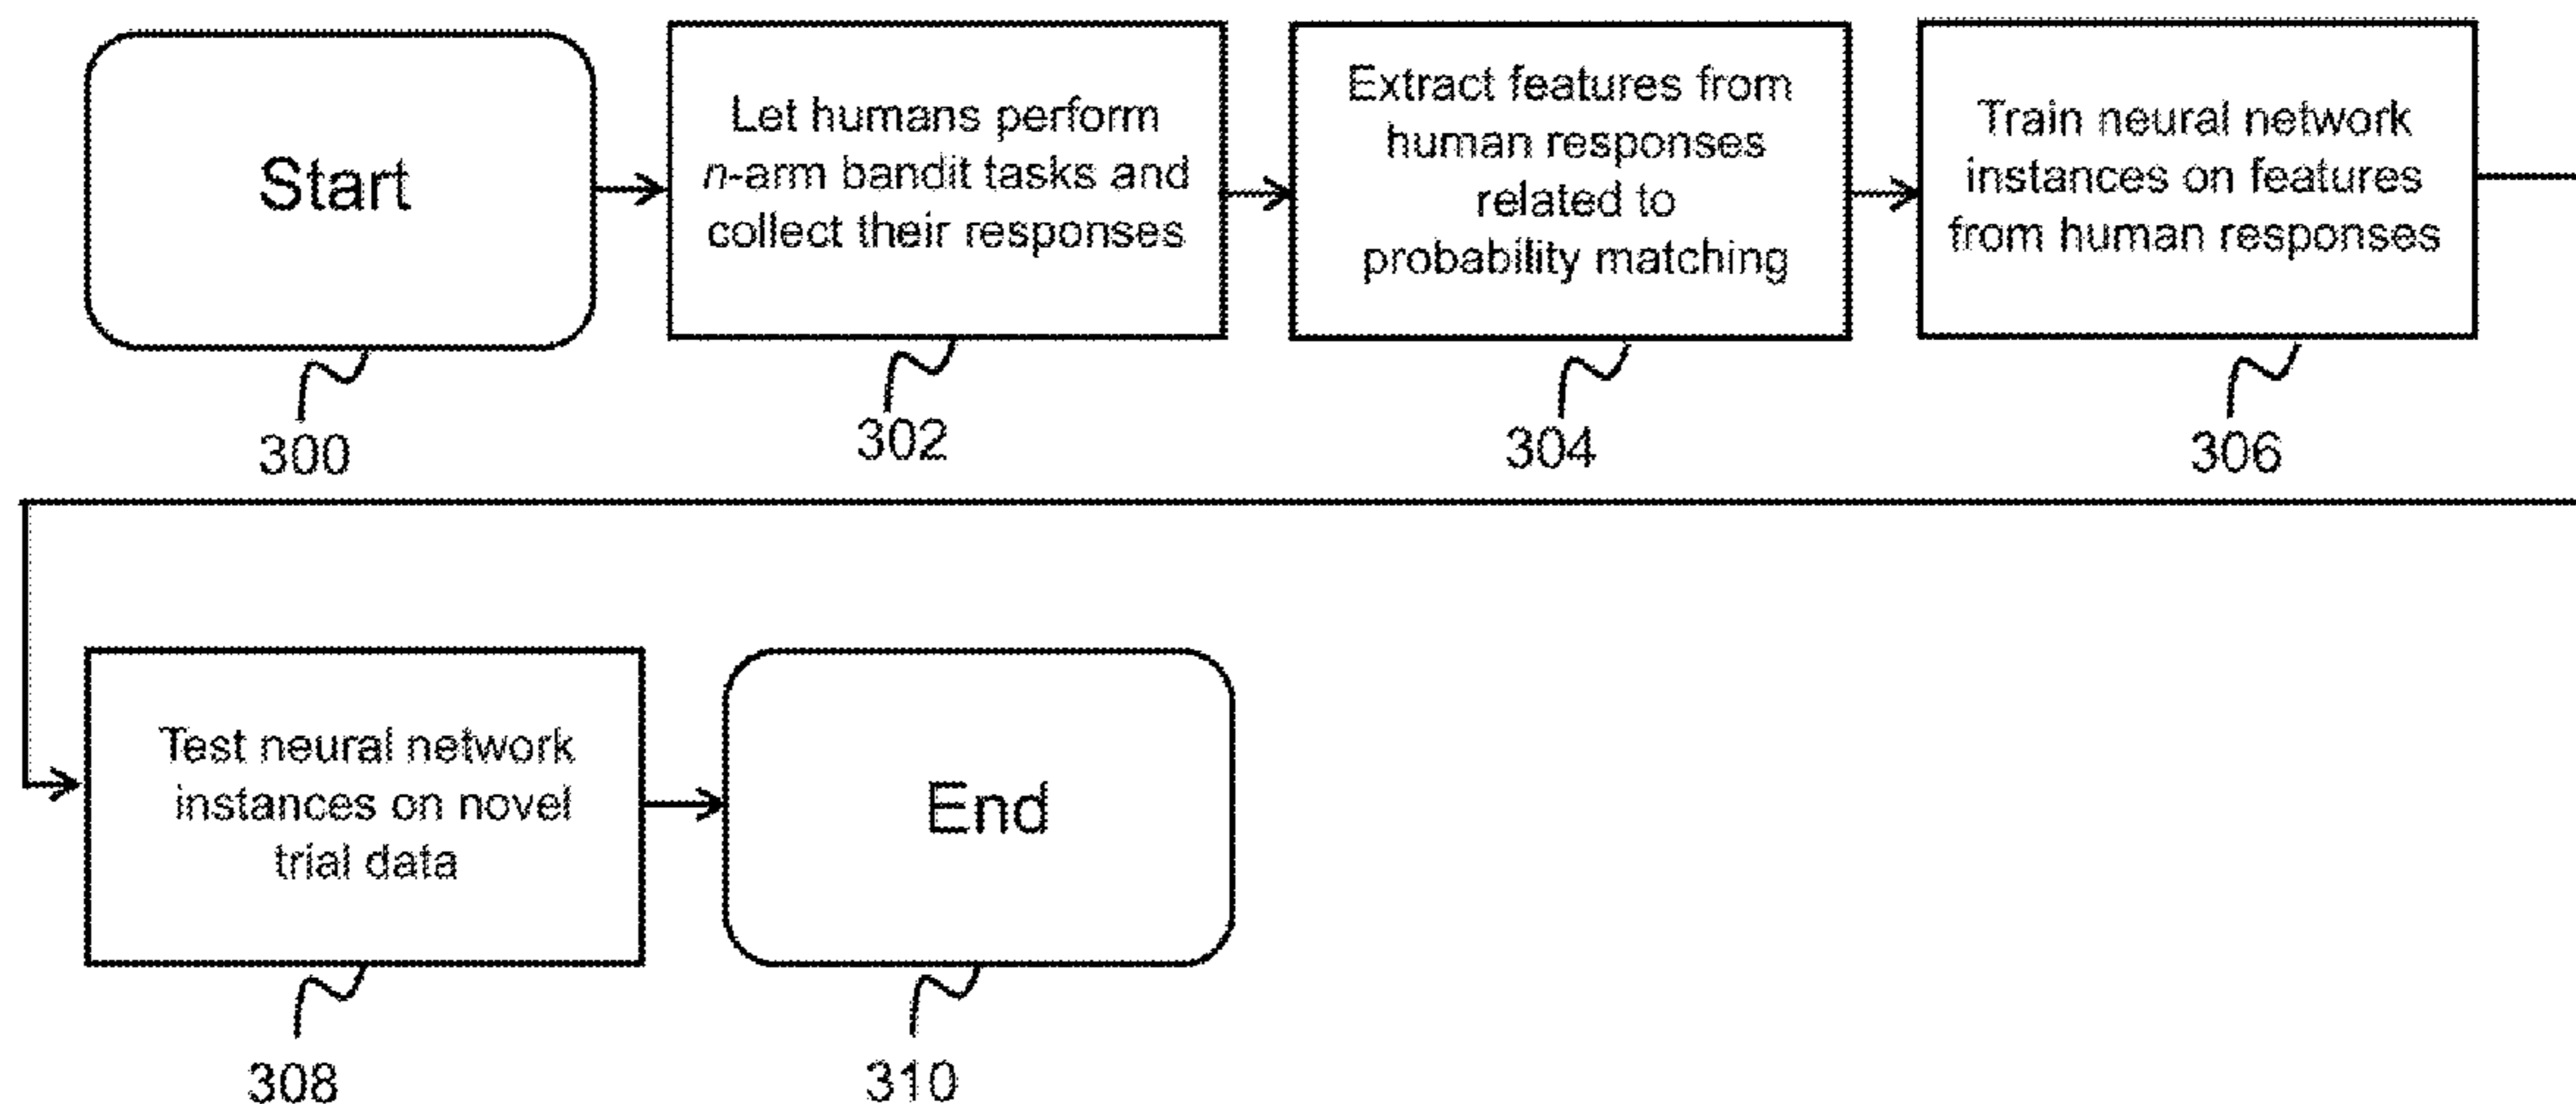 Start
Let humans perform
n-arm bandit tasks and
collect their responses
Extract features from
human responses
related to
probability matching
Train neural network
instances on features
from human responses
300
302
304
306
Test neural network
instances on novel
trial data
End
308
310